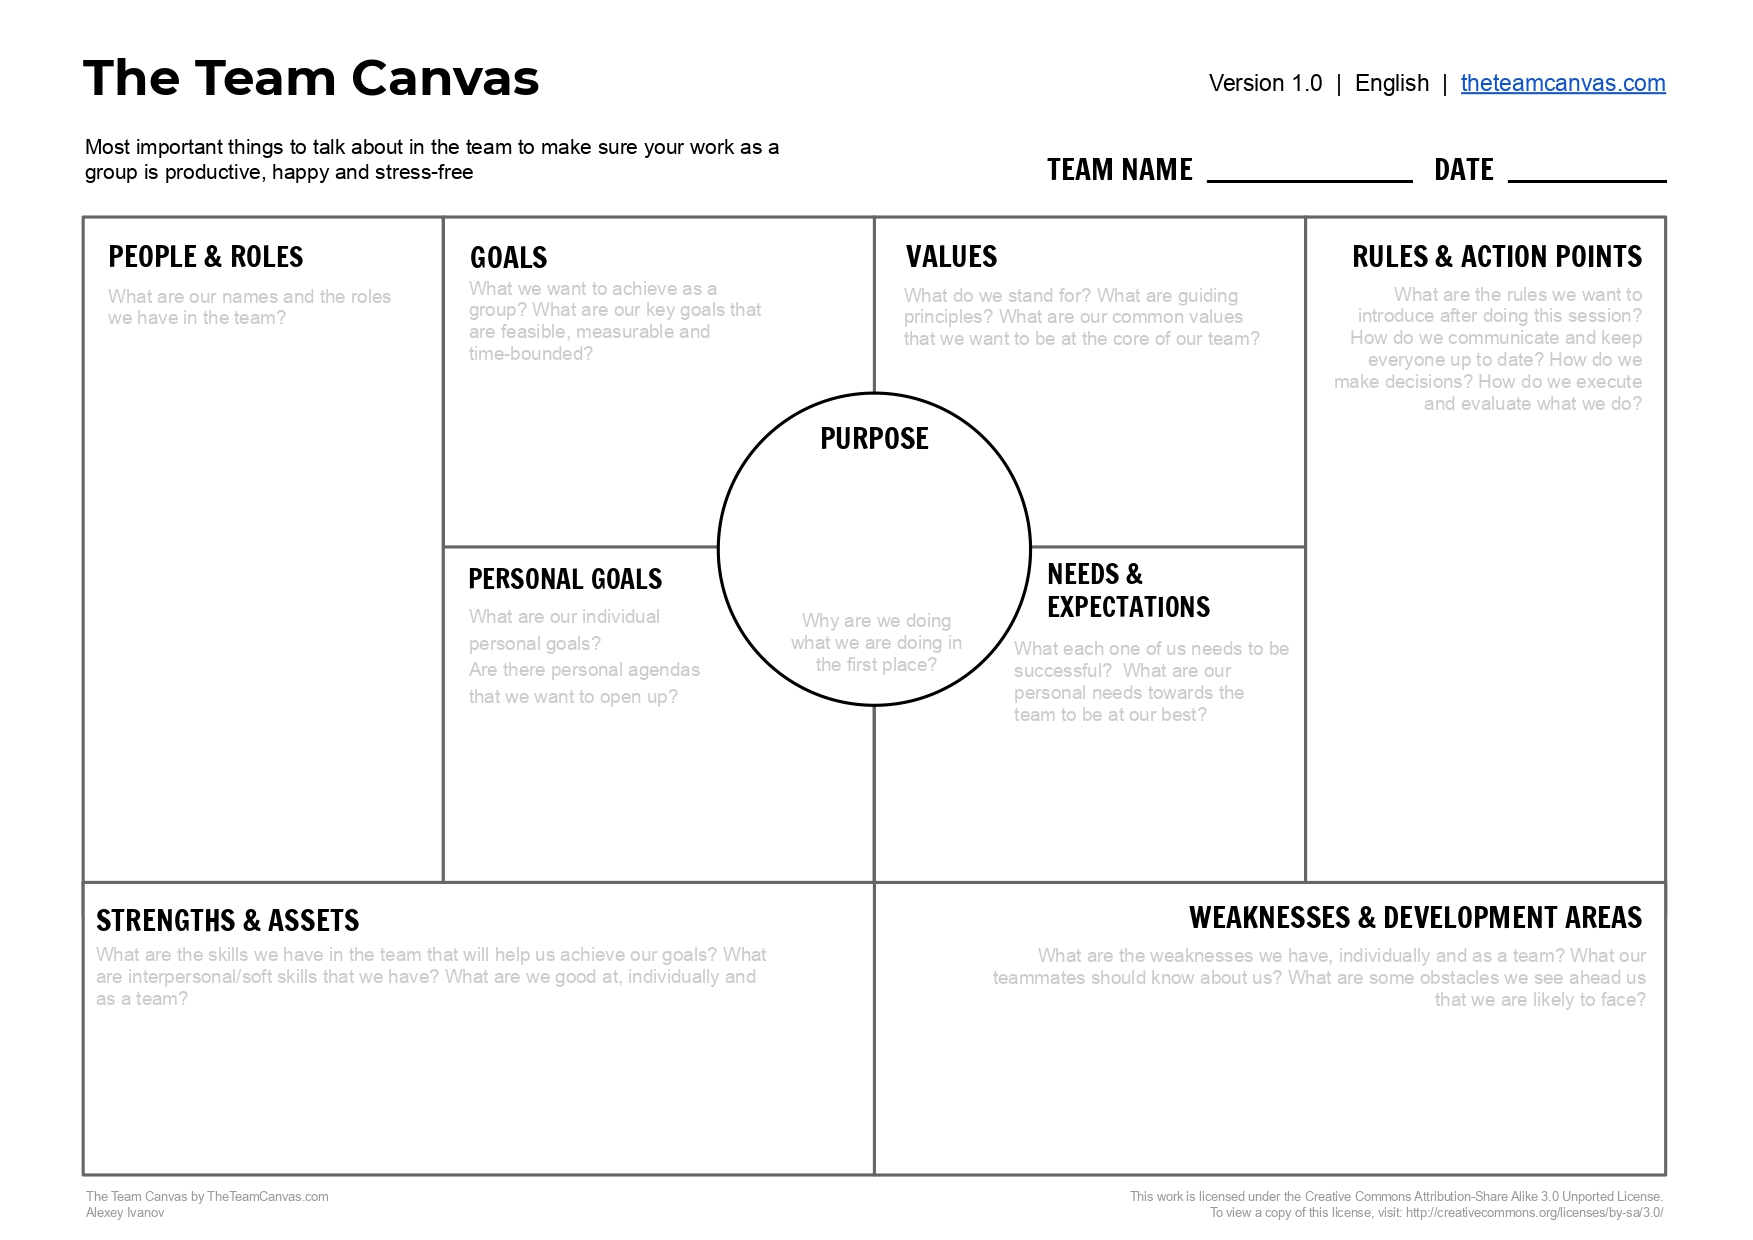 The Team Canvas
Version 1.0 | English | theteamcanvas.com
Most important things to talk about in the team to make sure your work as a
group is productive, happy and stress-free
TEAM NAME
DATE
PEOPLE & ROLES
What are our names and the roles
we have in the team?
GOALS
What we want to achieve as a
group? What are our key goals that
are feasible, measurable and
time-bounded?
VALUES
What do we stand for? What are guiding
principles? What are our common values
that we want to be at the core of our team?
RULES & ACTION POINTS
What are the rules we want to
introduce after doing this session?
How do we communicate and keep
everyone up to date? How do we
make decisions? How do we execute
and evaluate what we do?
PURPOSE
Why are we doing
what we are doing in
the first place?
PERSONAL GOALS
What are our individual
personal goals?
Are there personal agendas
that we want to open up?
NEEDS &
EXPECTATIONS
What each one of us needs to be
successful?  What are our
personal needs towards the
team to be at our best?
STRENGTHS & ASSETS
What are the skills we have in the team that will help us achieve our goals? What
are interpersonal/soft skills that we have? What are we good at, individually and
as a team?
WEAKNESSES & DEVELOPMENT AREAS
What are the weaknesses we have, individually and as a team? What our
teammates should know about us? What are some obstacles we see ahead us
that we are likely to face?
The Team Canvas by TheTeamCanvas.com
Alexey Ivanov
This work is licensed under the Creative Commons Attribution-Share Alike 3.0 Unported License.
To view a copy of this license, visit: http://creativecommons.org/licenses/by-sa/3.0/